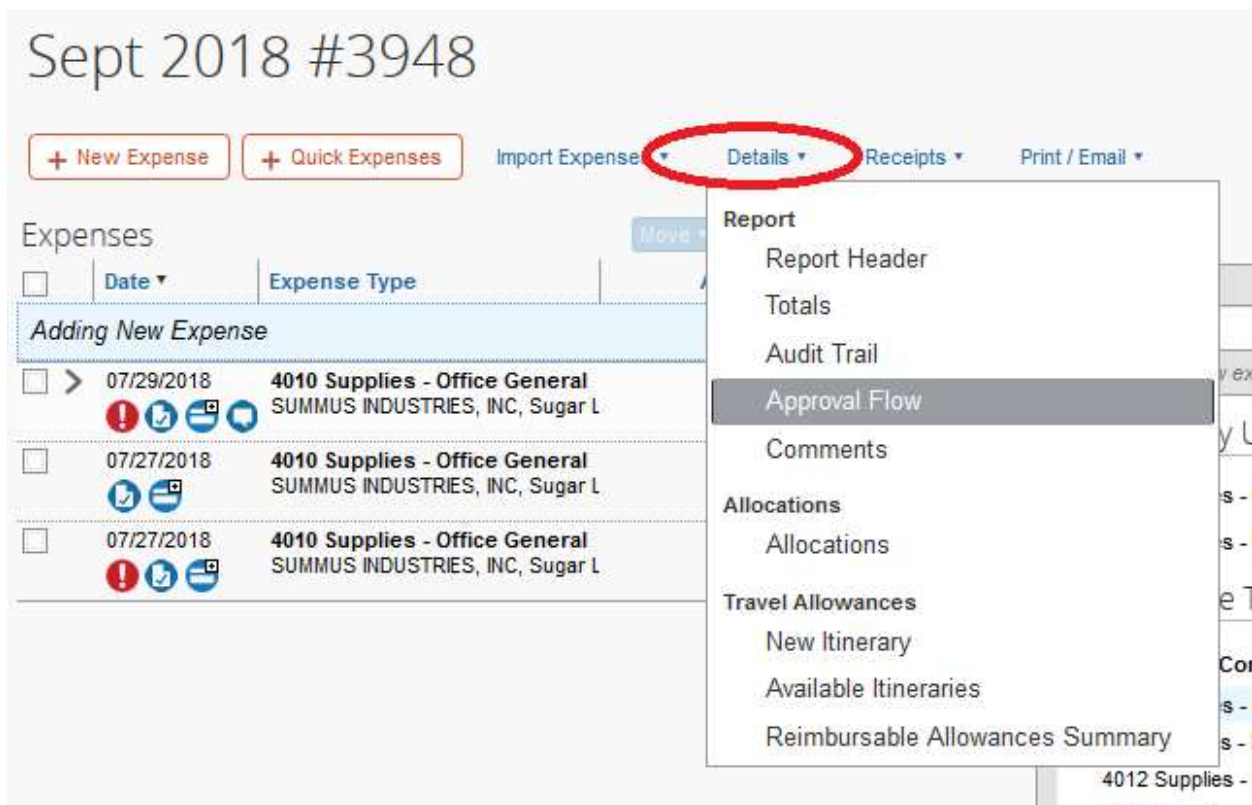 Sept 2018 #3948
+ New Expense
+ Quick Expenses
Import Expense
Details
Receipts
Print / Email
Expenses
Move
Date
Expense Type
Adding New Expense
07/29/2018
4010 Supplies - Office General
SUMMUS INDUSTRIES, INC, Sugar L
07/27/2018
4010 Supplies - Office General
SUMMUS INDUSTRIES, INC, Sugar L
07/27/2018
4010 Supplies - Office General
SUMMUS INDUSTRIES, INC, Sugar L
Report
Report Header
Totals
Audit Trail
Approval Flow
Comments
Allocations
Allocations
Travel Allowances
New Itinerary
Available Itineraries
Reimbursable Allowances Summary
4012 Supplies -